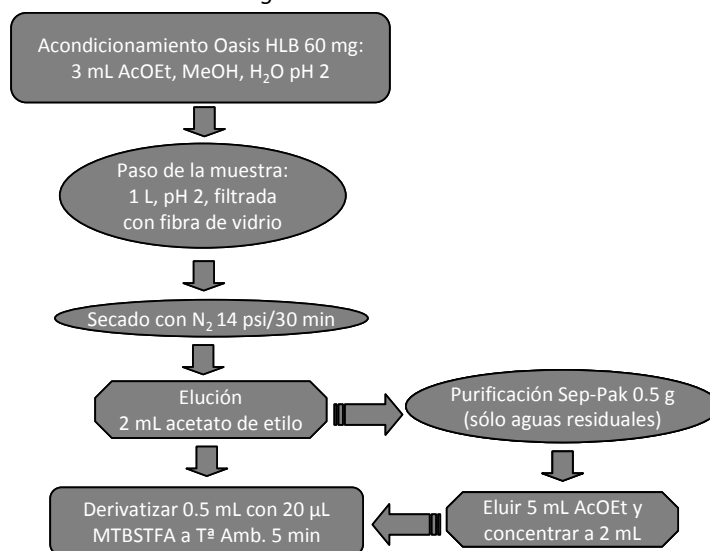 Acondicionamiento Oasis HLB 60 mg:
3 mL AcOEt, MeOH, H₂O pH 2
Paso de la muestra:
1 L, pH 2, filtrada
con fibra de vidrio
Secado con N₂ 14 psi/30 min
Elución
2 mL acetato de etilo
Purificación Sep-Pak 0.5 g
(sólo aguas residuales)
Eluir 5 mL AcOEt y
concentrar a 2 mL
Derivatizar 0.5 mL con 20 µL
MTBSTFA a Tª Amb. 5 min